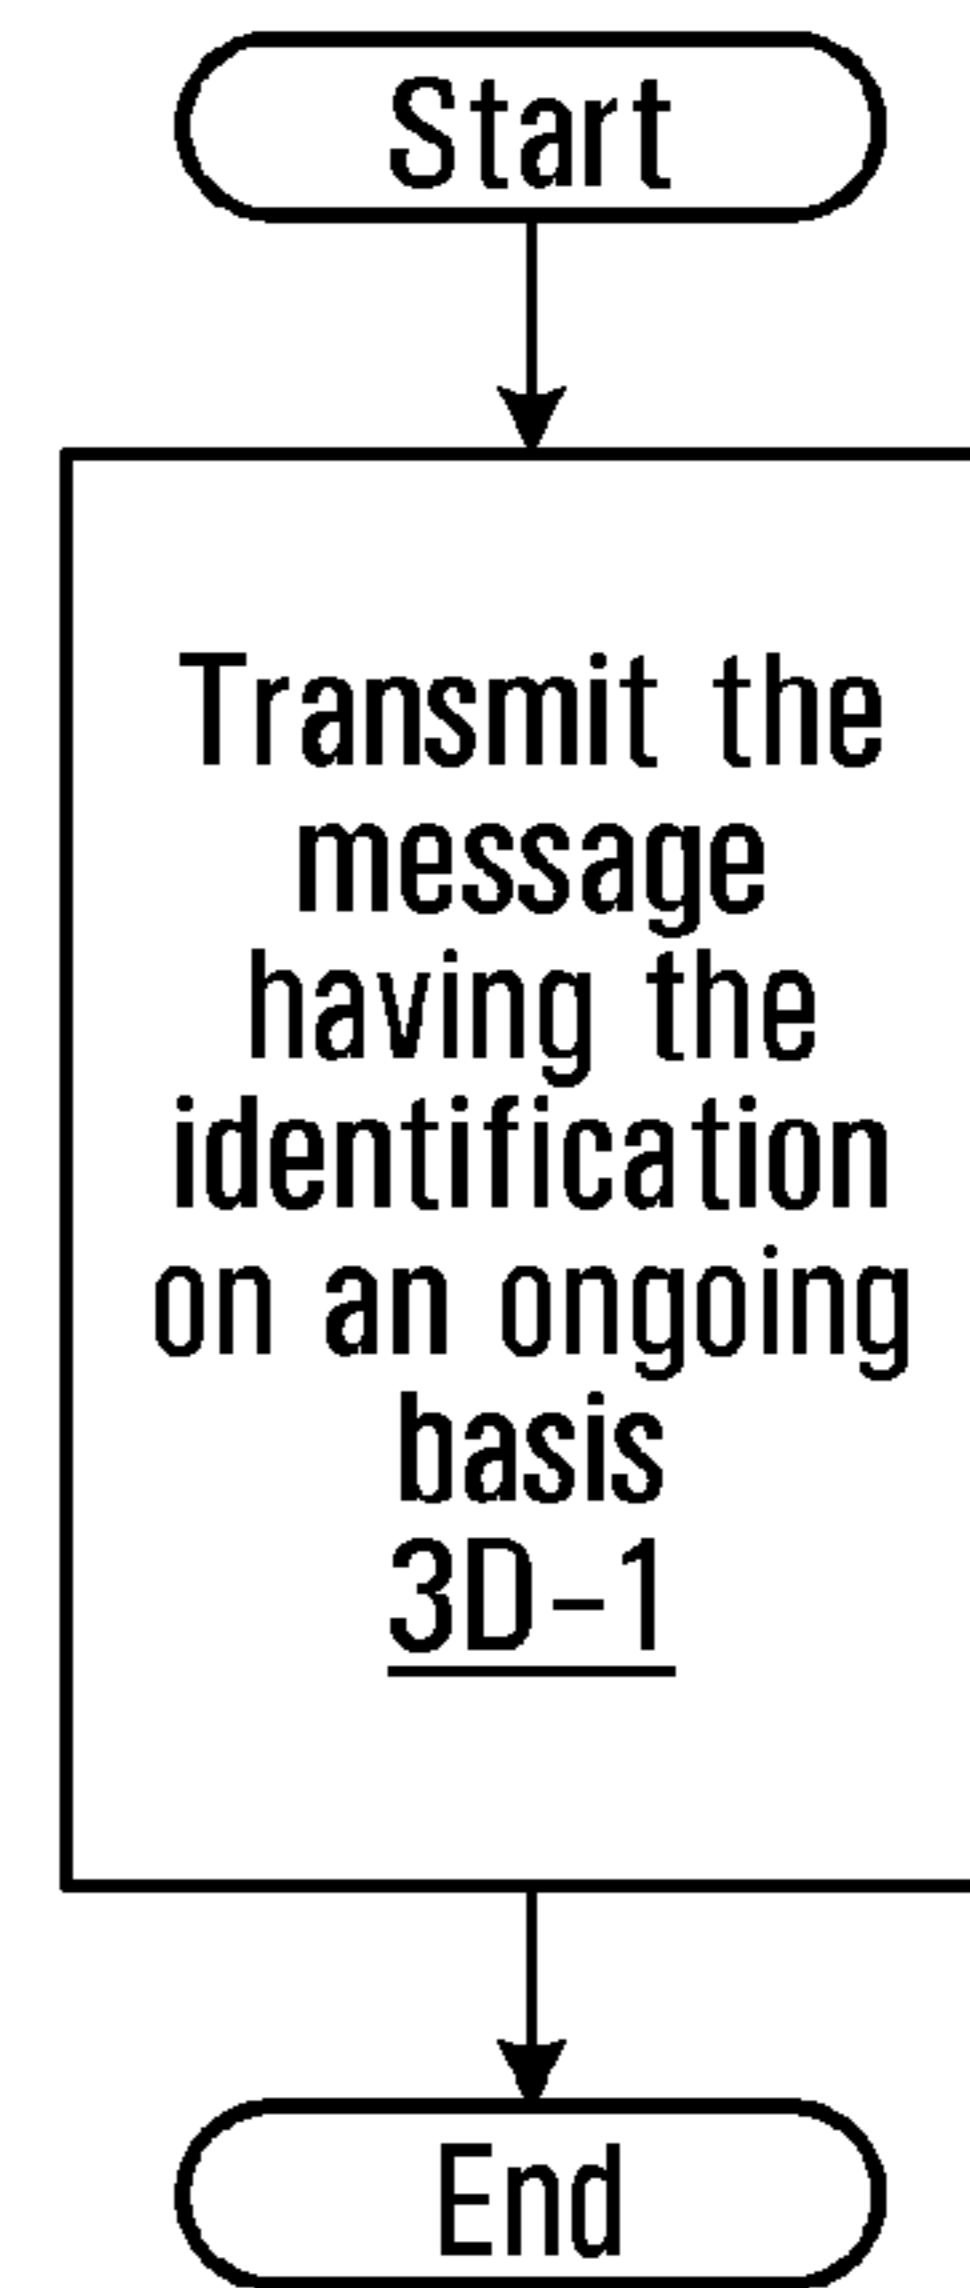 Start
Transmit the
message
having the
identification
on an ongoing
basis
3D-1
End